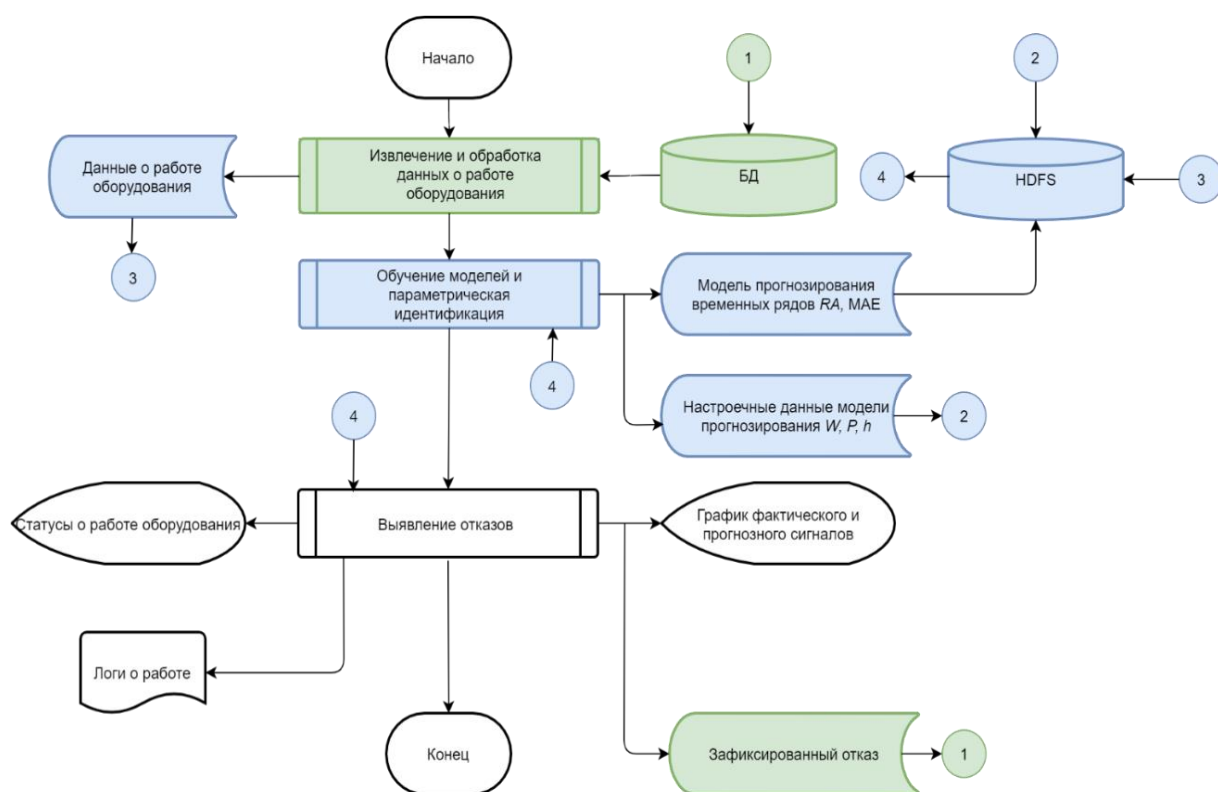 Начало
1
2
Данные о работе
оборудования
Извлечение и обработка
данных о работе
оборудования
БД
4
HDFS
3
3
Обучение моделей и
параметрическая
идентификация
Модель прогнозирования
временных рядов RA, MAE
4
4
Настроечные данные модели
прогнозирования W, P, h
2
Статусы о работе оборудования
Выявление отказов
График фактического и
прогнозного сигналов
Логи о работе
Конец
Зафиксированный отказ
1